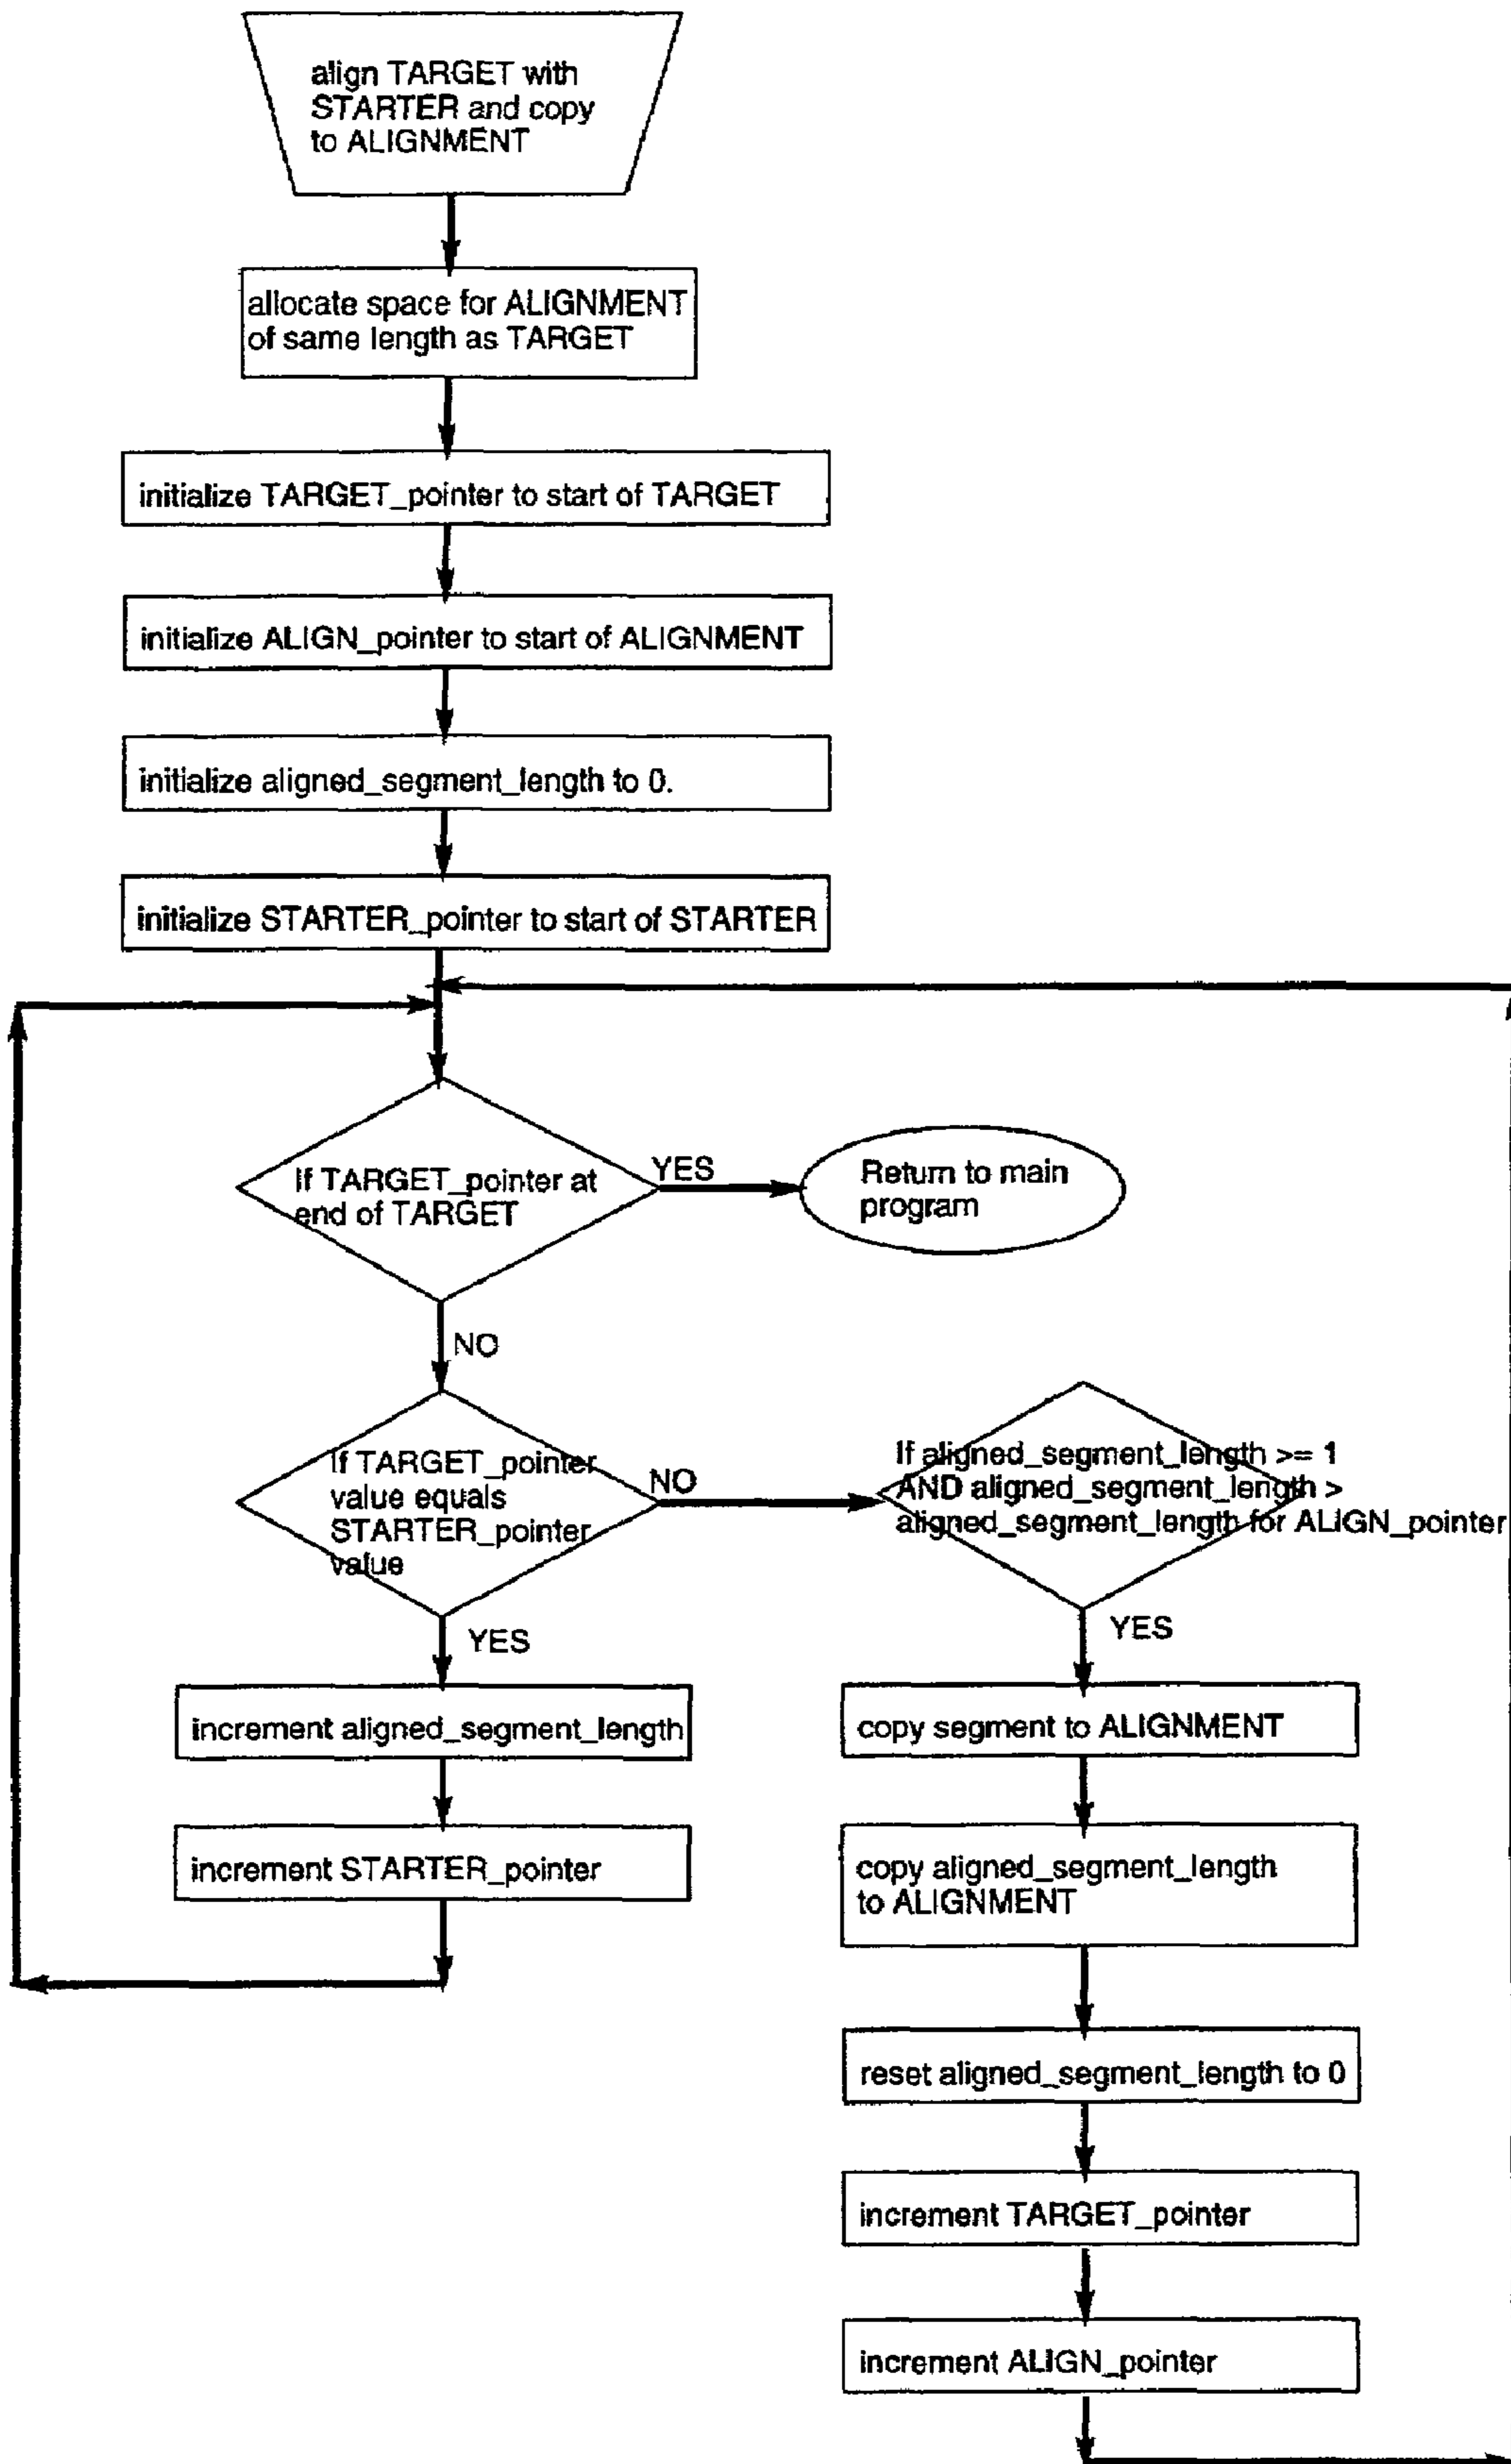 align TARGET with
STARTER and copy
to ALIGNMENT
allocate space for ALIGNMENT
of same length as TARGET
initialize TARGET_pointer to start of TARGET
initialize ALIGN_pointer to start of ALIGNMENT
initialize aligned_segment_length to 0.
initialize STARTER_pointer to start of STARTER
If TARGET_pointer at
end of TARGET
YES
Return to main
program
NO
If TARGET_pointer
value equals
STARTER_pointer
value
NO
If aligned_segment_length >= 1
AND aligned_segment_length >
aligned_segment_length for ALIGN_pointer
YES
YES
increment aligned_segment_length
copy segment to ALIGNMENT
increment STARTER_pointer
copy aligned_segment_length
to ALIGNMENT
reset aligned_segment_length to 0
increment TARGET_pointer
increment ALIGN_pointer